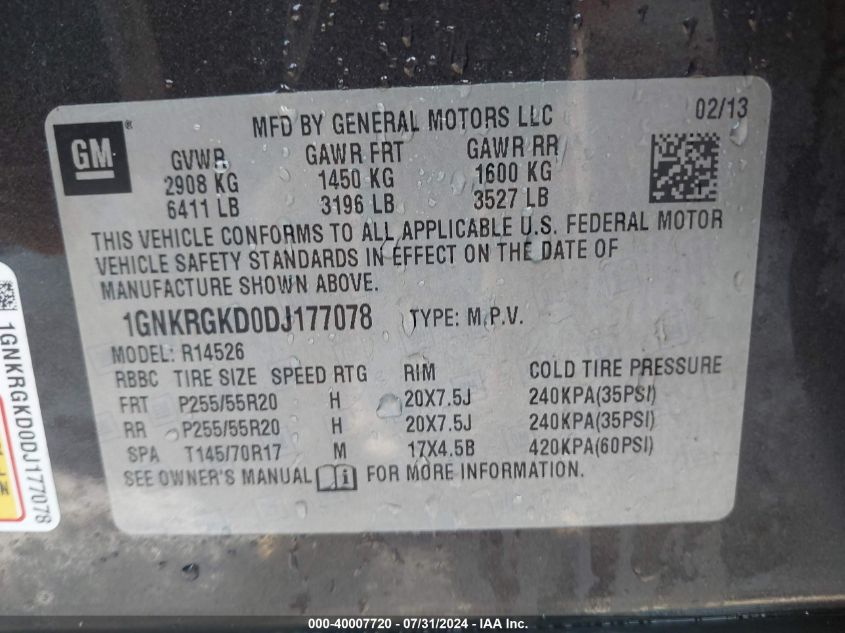 GM ®
MFD BY GENERAL MOTORS LLC 02/13
GVWR GAWR FRT GAWR RR
2908 KG 1450 KG 1600 KG
6411 LB 3196 LB 3527 LB
THIS VEHICLE CONFORMS TO ALL APPLICABLE U.S. FEDERAL MOTOR
VEHICLE SAFETY STANDARDS IN EFFECT ON THE DATE OF
MANUFACTURE SHOWN ABOVE.
1GNKRGKD0DJ177078 TYPE: M.P.V.
MODEL: R14526
RBBC TIRE SIZE SPEED RTG RIM COLD TIRE PRESSURE
FRT P255/55R20 H 20X7.5J 240KPA(35PSI)
RR P255/55R20 H 20X7.5J 240KPA(35PSI)
SPA T145/70R17 M 17X4.5B 420KPA(60PSI)
SEE OWNER'S MANUAL i FOR MORE INFORMATION.
1GNKRGKD0DJ177078
000-40007720 - 07/31/2024 - IAA Inc.